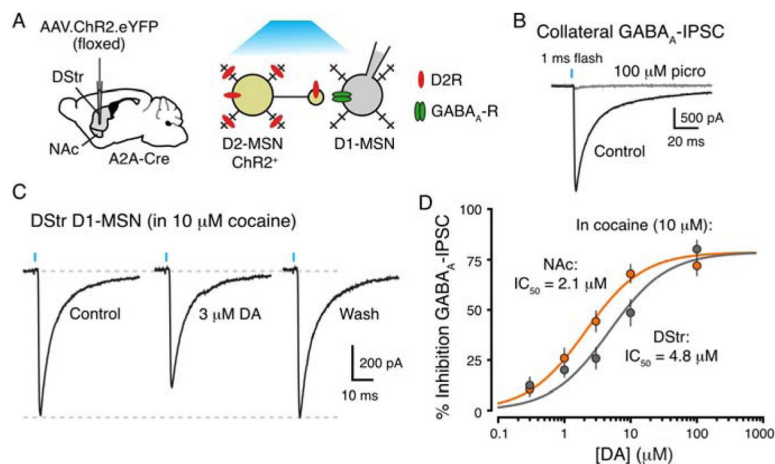 A
AAV.ChR2.eYFP
(floxed)
DStr
NAc
A2A-Cre
D2-MSN
ChR2⁺
D1-MSN
D2R
GABA_A-R
B
Collateral GABA_A-IPSC
1 ms flash
100 μM picro
Control
500 pA
20 ms
C
DStr D1-MSN (in 10 μM cocaine)
Control
3 μM DA
Wash
200 pA
10 ms
D
% Inhibition GABA_A-IPSC
100
75
50
25
0
In cocaine (10 μM):
NAc:
IC₅₀ = 2.1 μM
DStr:
IC₅₀ = 4.8 μM
0.1 1 10 100 1000
[DA] (μM)